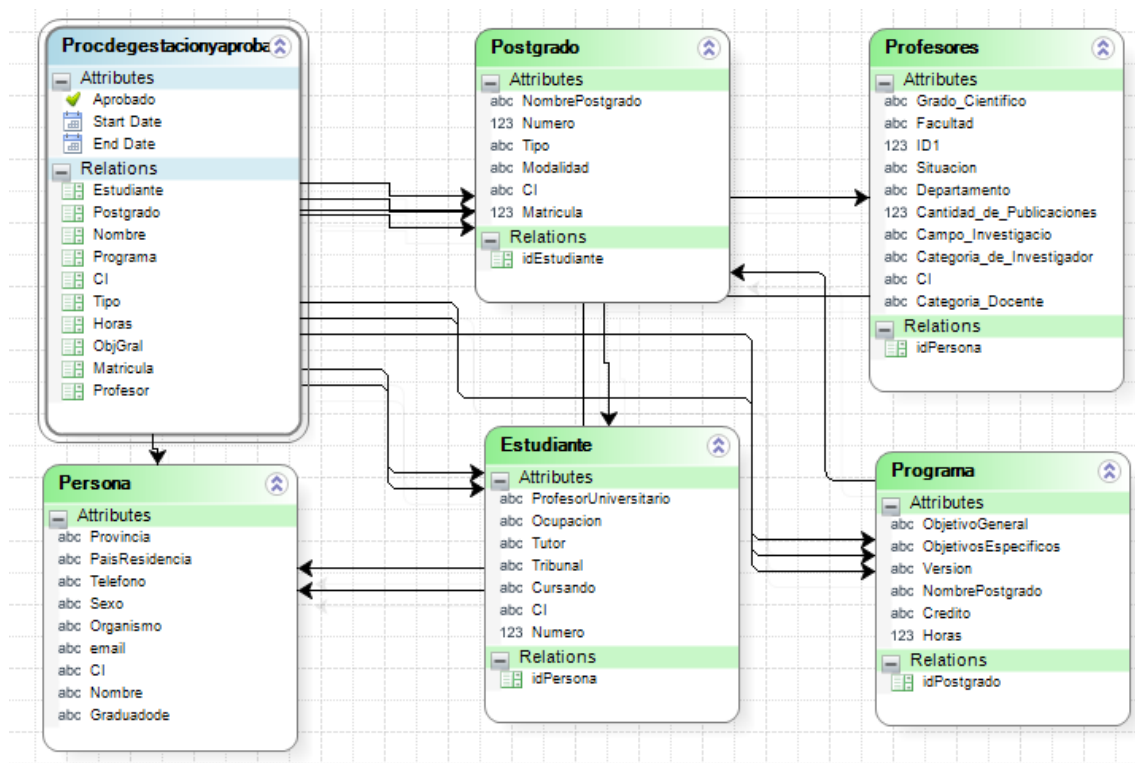 Procdegestacionyaproba
Attributes
Aprobado
Start Date
End Date
Relations
Estudiante
Postgrado
Nombre
Programa
CI
Tipo
Horas
ObjGral
Matricula
Profesor
Postgrado
Attributes
abc NombrePostgrado
123 Numero
abc Tipo
abc Modalidad
abc CI
123 Matricula
Relations
idEstudiante
Profesores
Attributes
abc Grado_Cientifico
abc Facultad
123 ID1
abc Situacion
abc Departamento
123 Cantidad_de_Publicaciones
abc Campo_Investigacio
abc Categoria_de_Investigador
abc CI
abc Categoria_Docente
Relations
idPersona
Persona
Attributes
abc Provincia
abc PaisResidencia
abc Telefono
abc Sexo
abc Organismo
abc email
abc CI
abc Nombre
abc Graduadode
Estudiante
Attributes
abc ProfesorUniversitario
abc Ocupacion
abc Tutor
abc Tribunal
abc Cursando
abc CI
123 Numero
Relations
idPersona
Programa
Attributes
abc ObjetivoGeneral
abc ObjetivosEspecificos
abc Version
abc NombrePostgrado
abc Credito
123 Horas
Relations
idPostgrado